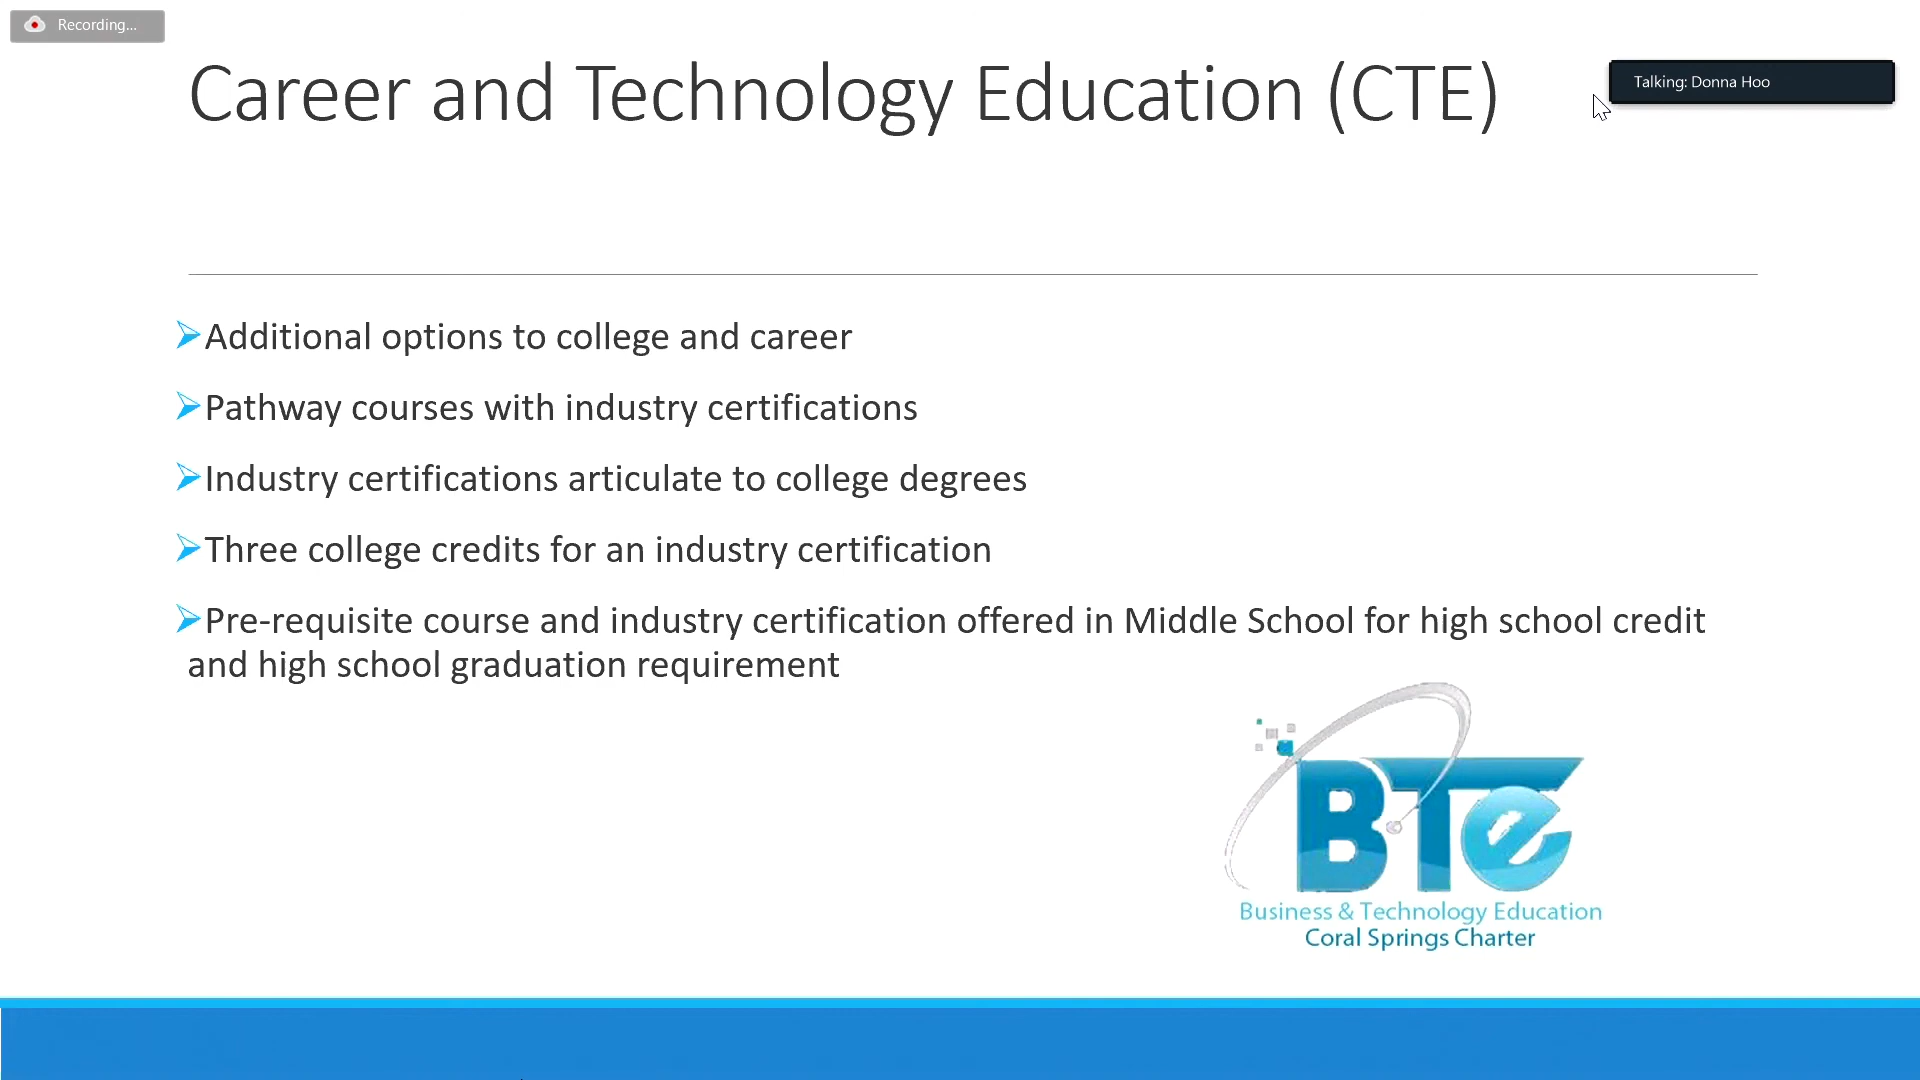 Recording...
Career and Technology Education (CTE)
Talking: Donna Hoo
Additional options to college and career
Pathway courses with industry certifications
Industry certifications articulate to college degrees
Three college credits for an industry certification
Pre-requisite course and industry certification offered in Middle School for high school credit
and high school graduation requirement
BTe
Business & Technology Education
Coral Springs Charter